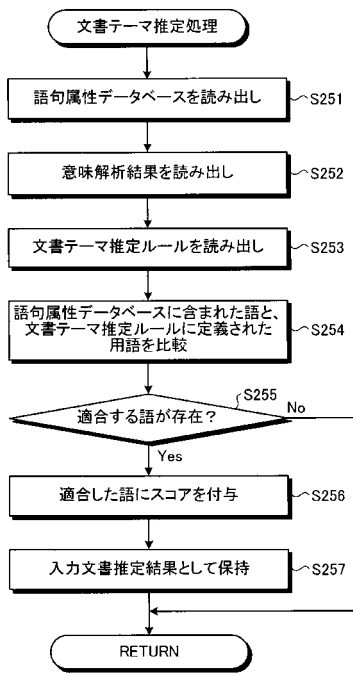 文書テーマ推定処理
語句属性データベースを読み出し
S251
意味解析結果を読み出し
S252
文書テーマ推定ルールを読み出し
S253
語句属性データベースに含まれた語と、
文書テーマ推定ルールに定義された
用語を比較
S254
S255
適合する語が存在?
No
Yes
適合した語にスコアを付与
S256
入力文書推定結果として保持
S257
RETURN